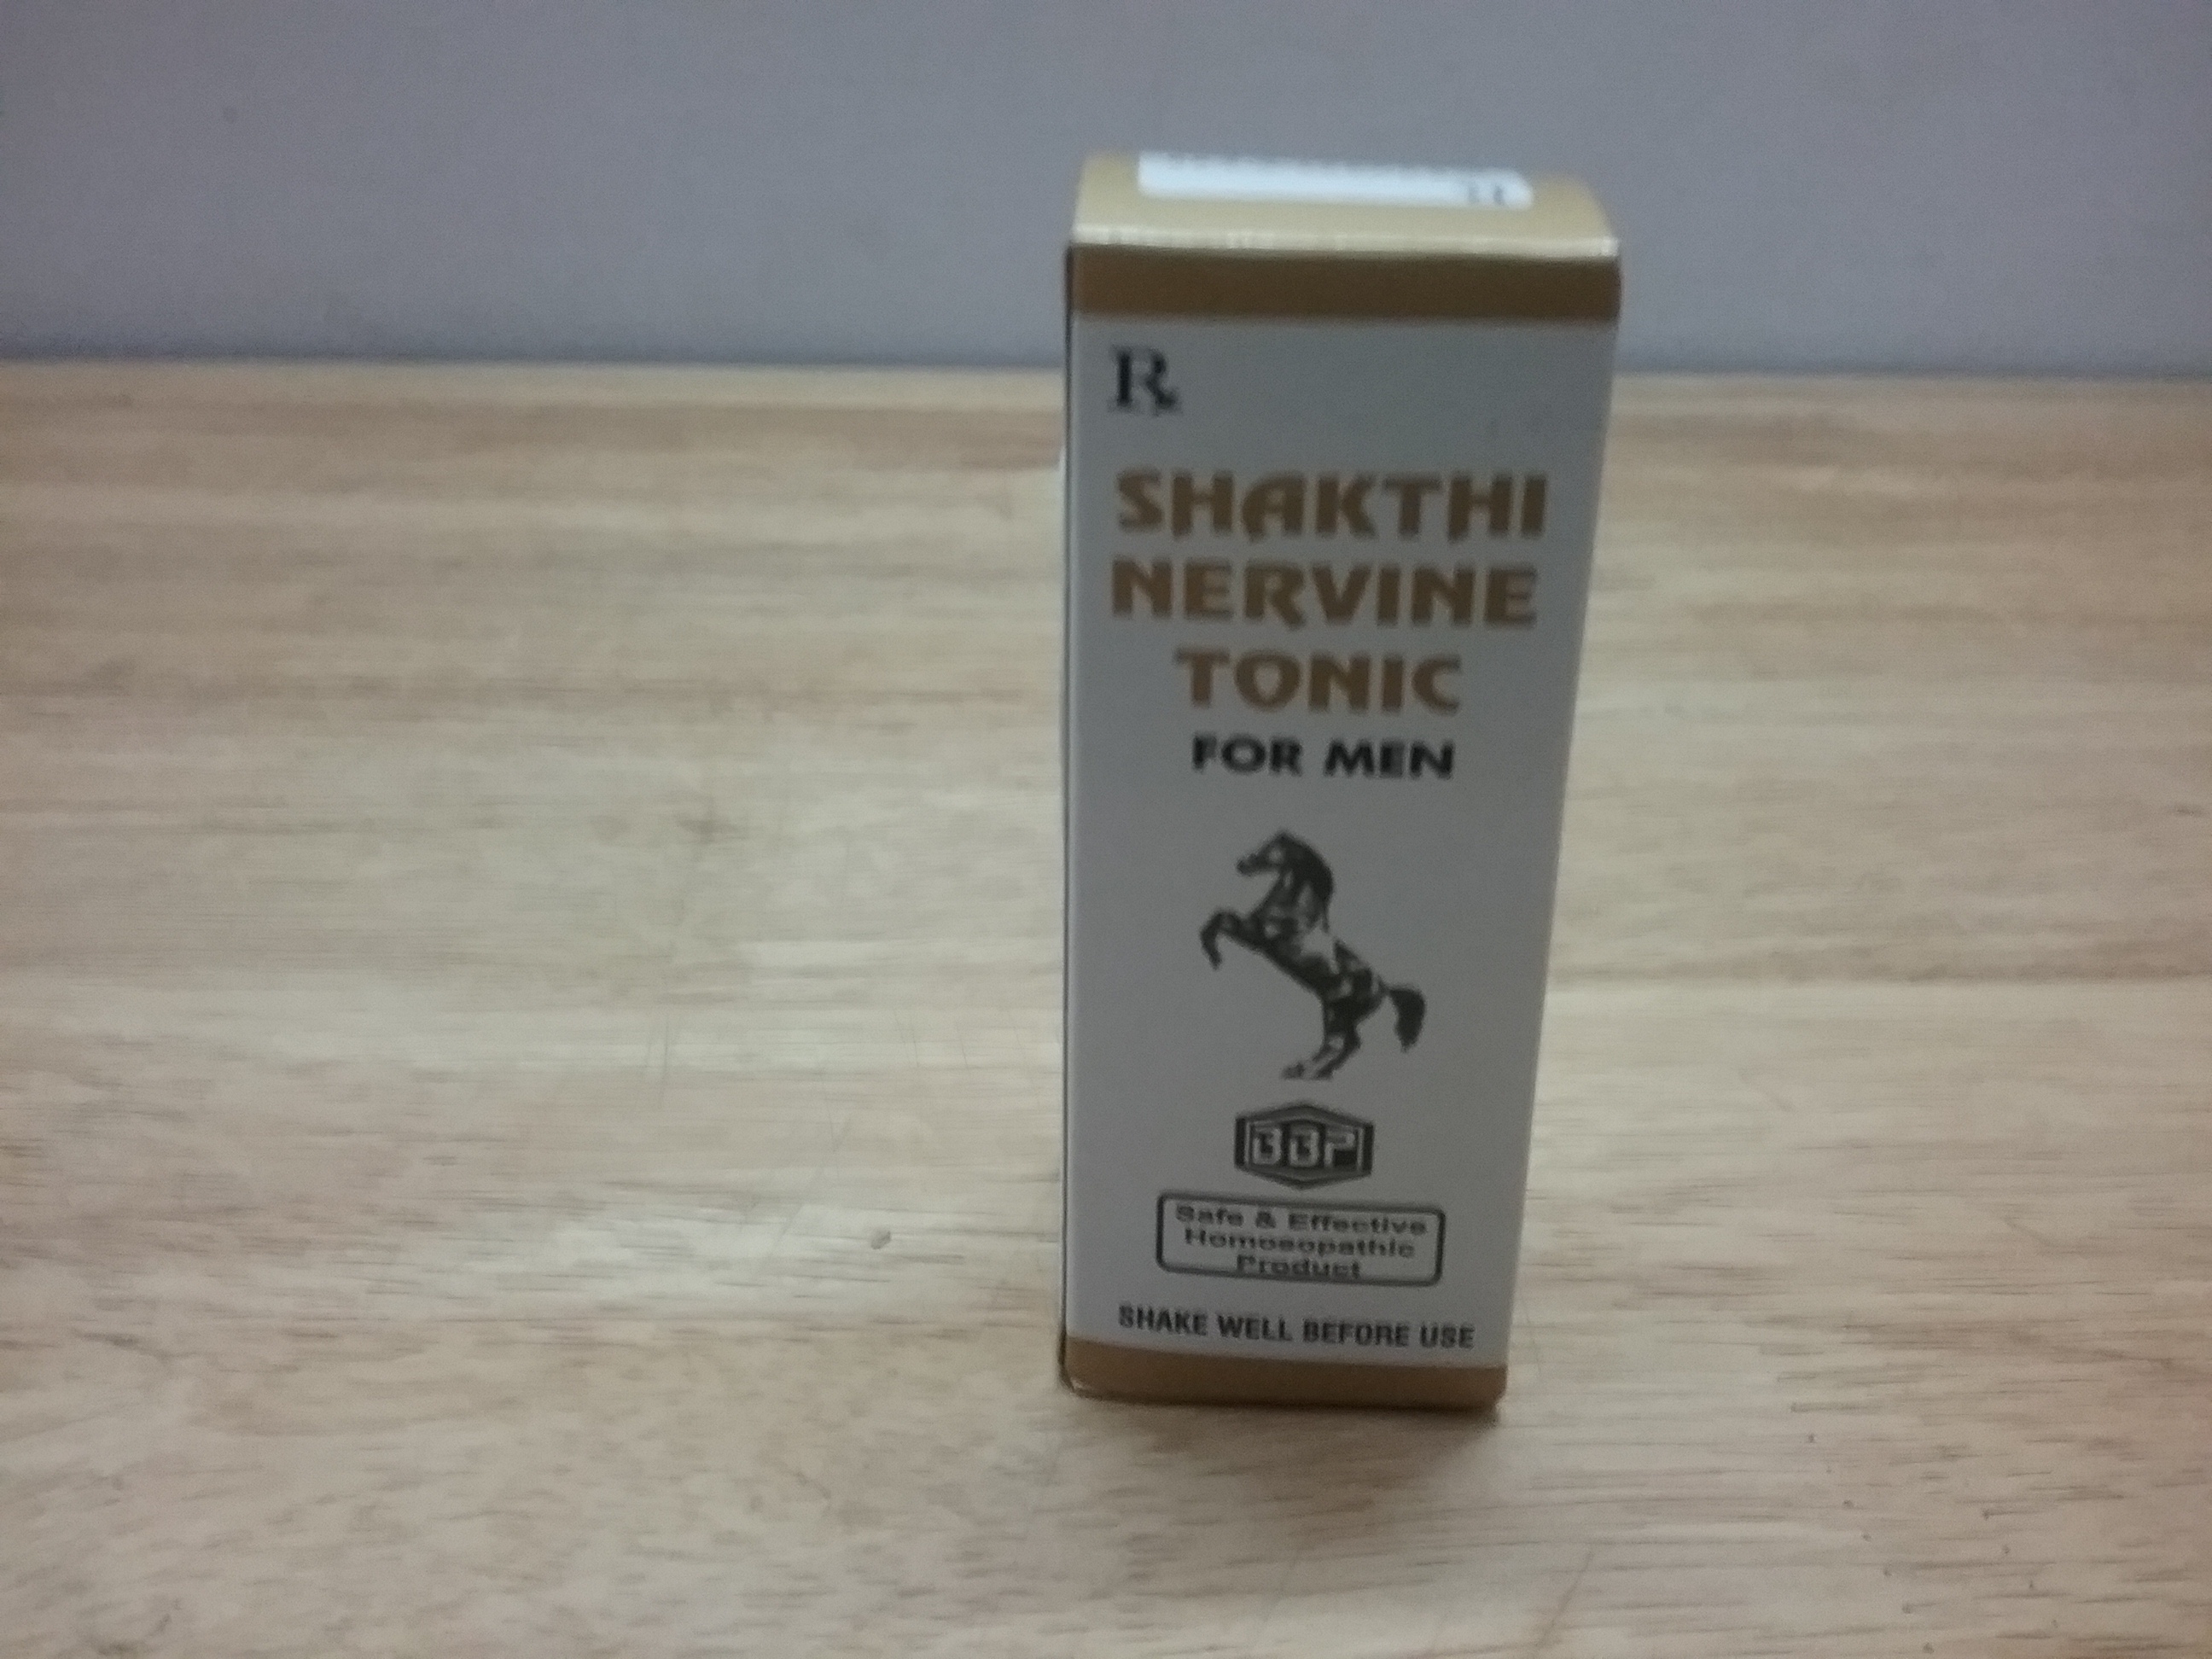 ℞
SHAKTHI
NERVINE
TONIC
FOR MEN
BBP
Safe & Effective
Homoeopathic
Product
SHAKE WELL BEFORE USE